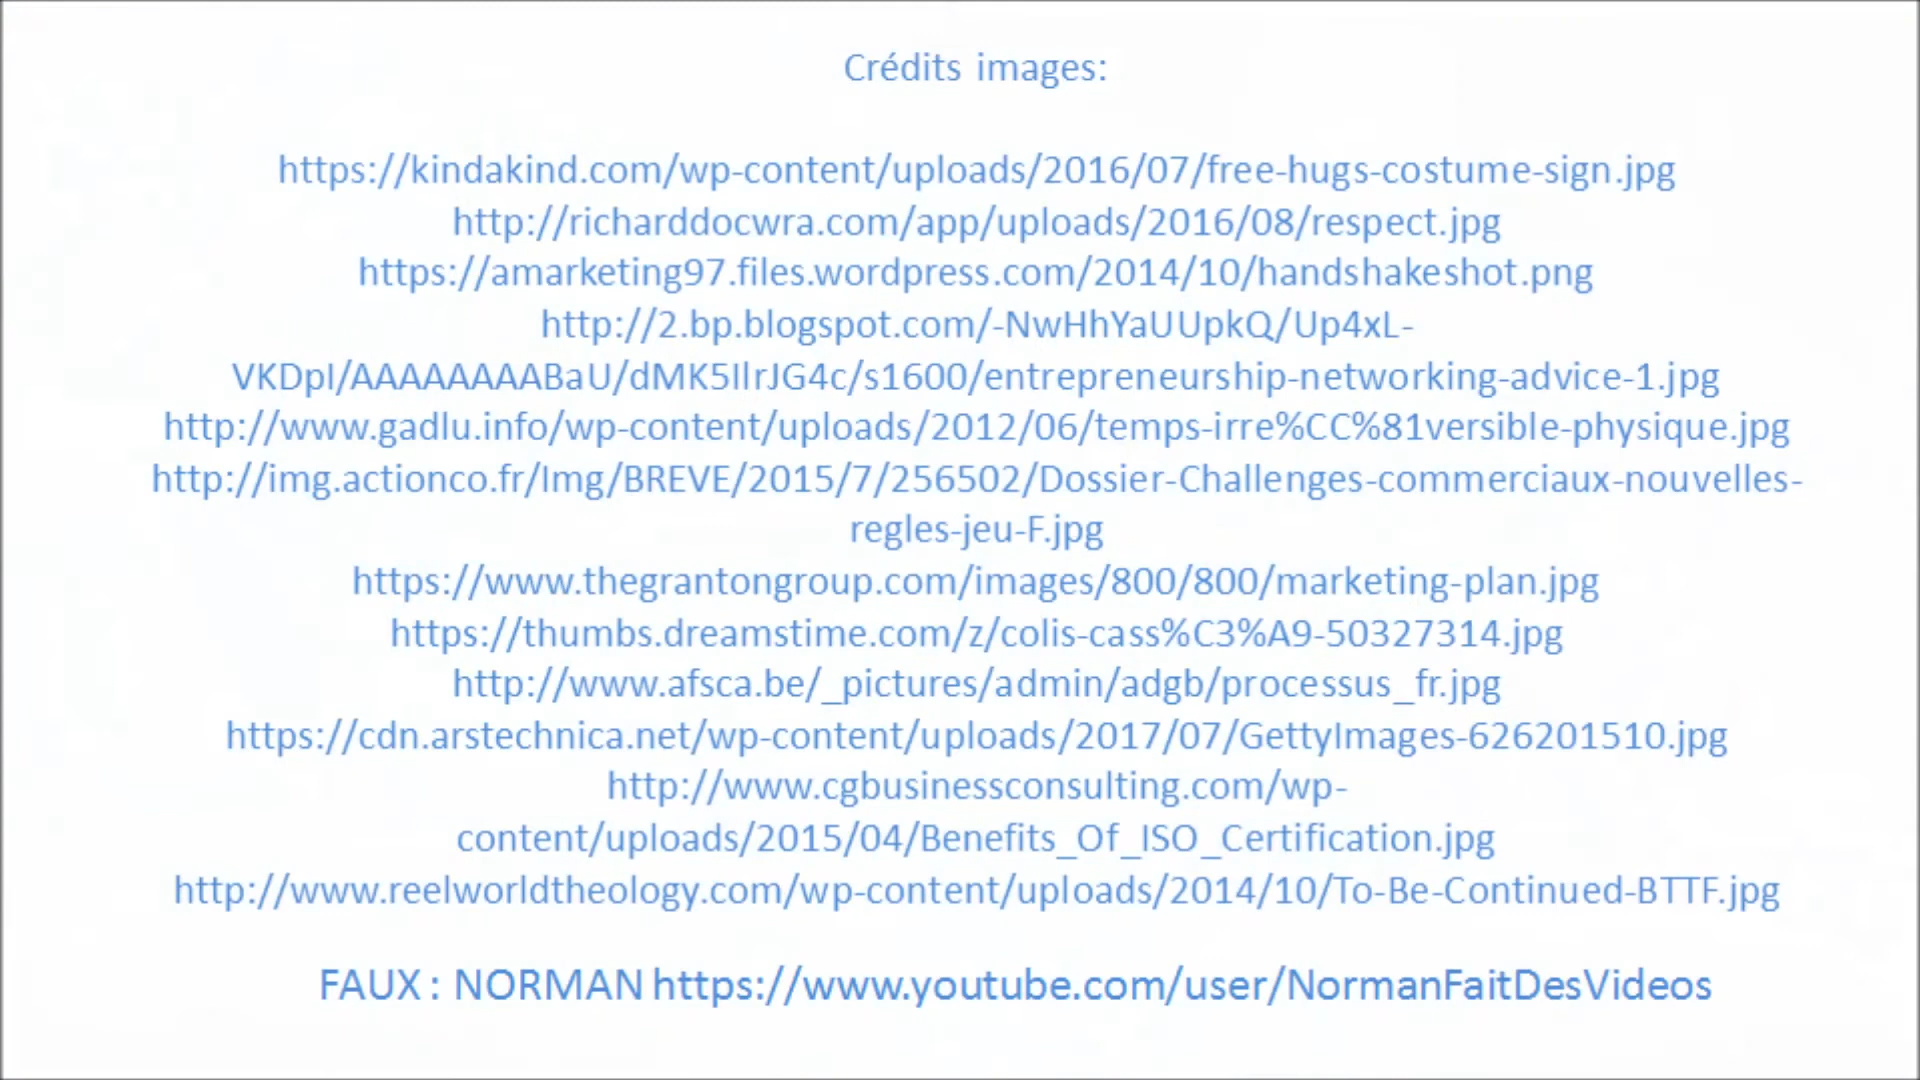 Crédits images:
https://kindakind.com/wp-content/uploads/2016/07/free-hugs-costume-sign.jpg
http://richarddocwra.com/app/uploads/2016/08/respect.jpg
https://amarketing97.files.wordpress.com/2014/10/handshakeshot.png
http://2.bp.blogspot.com/-NwHhYaUUpkQ/Up4xL-
VKDpI/AAAAAAAABaU/dMK5IlrJG4c/s1600/entrepreneurship-networking-advice-1.jpg
http://www.gadlu.info/wp-content/uploads/2012/06/temps-irre%CC%81versible-physique.jpg
http://img.actionco.fr/Img/BREVE/2015/7/256502/Dossier-Challenges-commerciaux-nouvelles-
regles-jeu-F.jpg
https://www.thegrantongroup.com/images/800/800/marketing-plan.jpg
https://thumbs.dreamstime.com/z/colis-cass%C3%A9-50327314.jpg
http://www.afsca.be/_pictures/admin/adgb/processus_fr.jpg
https://cdn.arstechnica.net/wp-content/uploads/2017/07/GettyImages-626201510.jpg
http://www.cgbusinessconsulting.com/wp-
content/uploads/2015/04/Benefits_Of_ISO_Certification.jpg
http://www.reelworldtheology.com/wp-content/uploads/2014/10/To-Be-Continued-BTTF.jpg
FAUX : NORMAN https://www.youtube.com/user/NormanFaitDesVideos